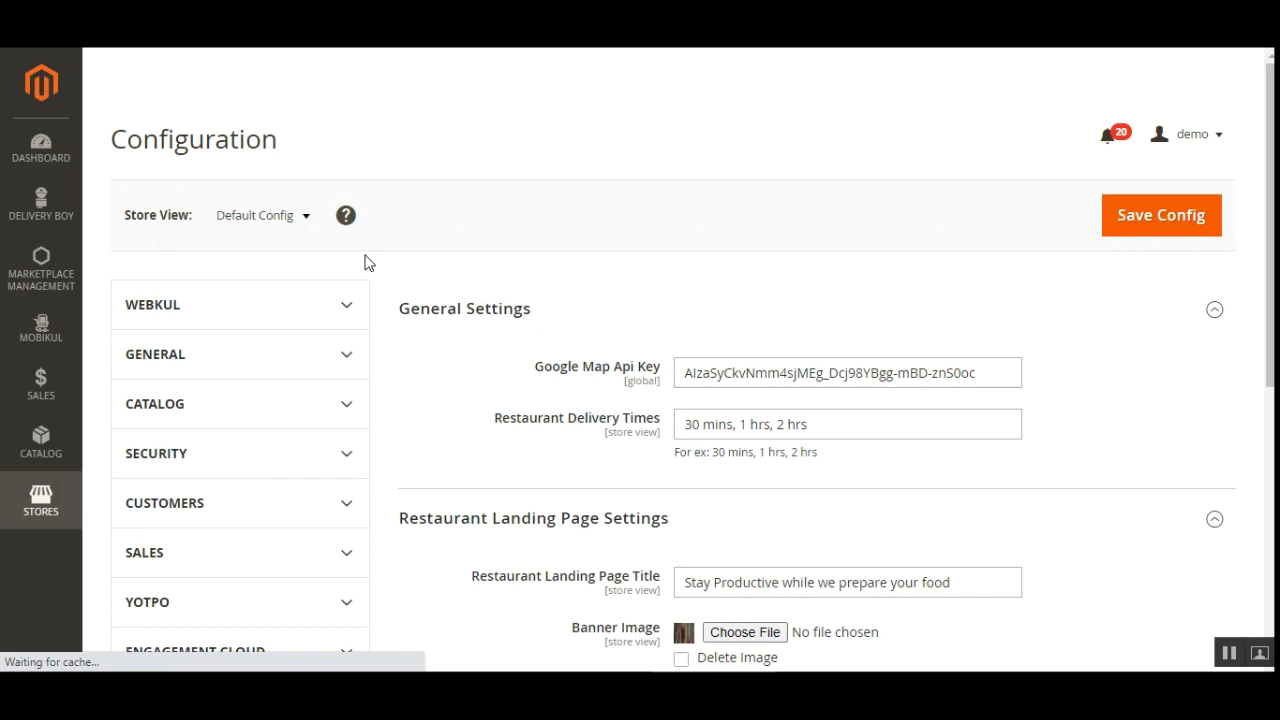 Configuration
20
demo
DASHBOARD
DELIVERY BOY
MARKETPLACE
MANAGEMENT
MOBIKUL
SALES
CATALOG
STORES
Store View:
Default Config
?
Save Config
WEBKUL
GENERAL
CATALOG
SECURITY
CUSTOMERS
SALES
YOTPO
ENGAGEMENT CLOUD
General Settings
Google Map Api Key
[global]
AIzaSyCkvNmm4sjMEg_Dcj98YBgg-mBD-znS0oc
Restaurant Delivery Times
[store view]
30 mins, 1 hrs, 2 hrs
For ex: 30 mins, 1 hrs, 2 hrs
Restaurant Landing Page Settings
Restaurant Landing Page Title
[store view]
Stay Productive while we prepare your food
Banner Image
[store view]
Choose File No file chosen
Delete Image
Waiting for cache...